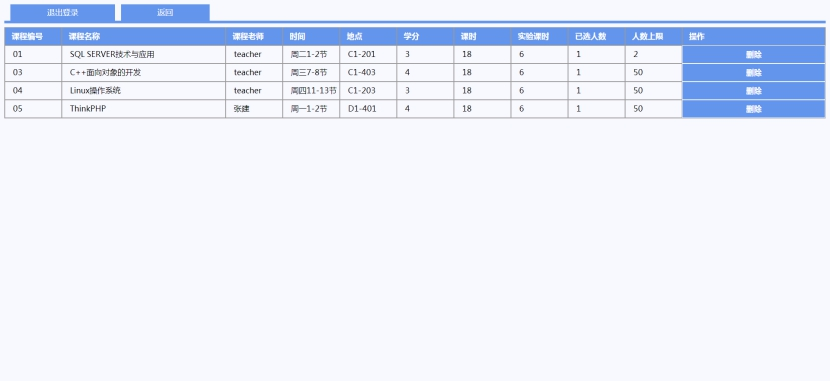 退出登录 返回
课程编号 课程名称 课程老师 时间 地点 学分 课时 实验课时 已选人数 人数上限 操作
01 SQL SERVER技术与应用 teacher 周二1-2节 C1-201 3 18 6 1 2 删除
03 C++面向对象的开发 teacher 周三7-8节 C1-403 4 18 6 1 50 删除
04 Linux操作系统 teacher 周四11-13节 C1-203 3 18 6 1 50 删除
05 ThinkPHP 张建 周一1-2节 D1-401 4 18 6 1 50 删除